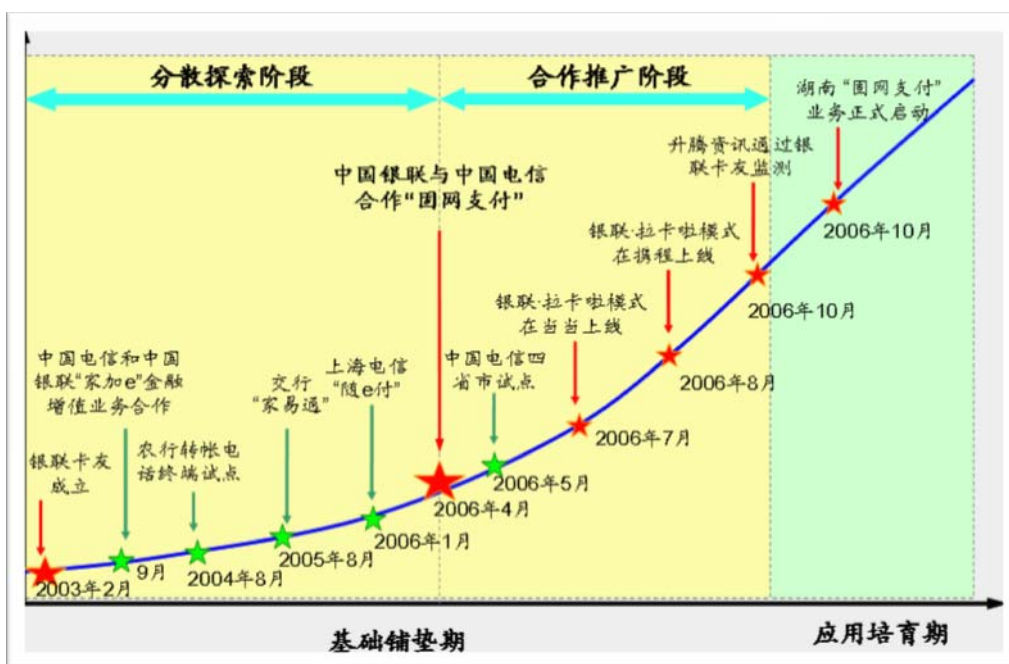 分散探索阶段
合作推广阶段
湖南“固网支付”
业务正式启动
升腾资讯通过银
联卡友监测
中国银联与中国电信
合作“固网支付”
银联·拉卡啦模式
在携程上线
银联·拉卡啦模式
在当当上线
中国电信四
省市试点
上海电信
“随e付”
交行
“家易通”
中国电信和中国
银联“家加e”金融
增值业务合作
农行转帐电
话终端试点
银联卡友
成立
2003年2月
9月
2004年8月
2005年8月
2006年1月
2006年4月
2006年5月
2006年7月
2006年8月
2006年10月
2006年10月
基础铺垫期
应用培育期